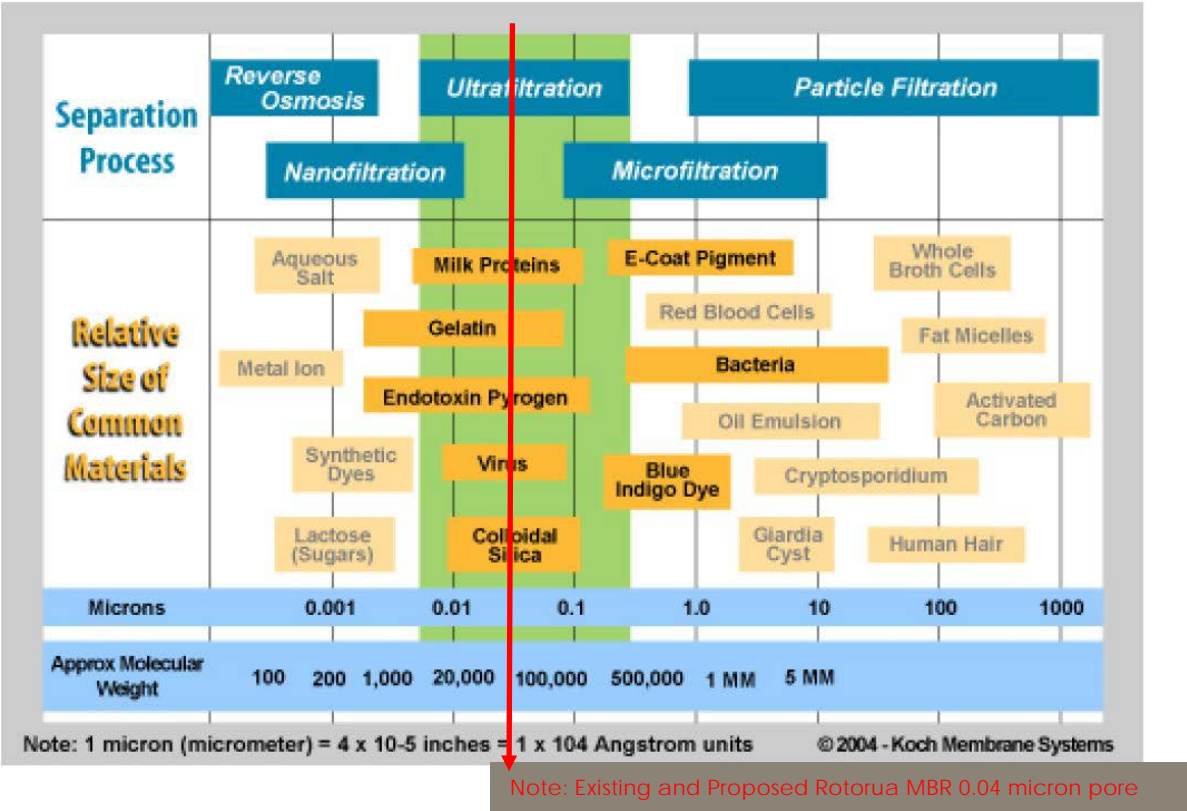 Reverse
Osmosis
Ultrafiltration
Particle Filtration
Separation
Process
Nanofiltration
Microfiltration
Aqueous
Salt
Milk Proteins
E-Coat Pigment
Whole
Broth Cells
Relative
Size of
Common
Materials
Gelatin
Red Blood Cells
Fat Micelles
Metal Ion
Bacteria
Endotoxin Pyrogen
Oil Emulsion
Activated
Carbon
Synthetic
Dyes
Virus
Blue
Indigo Dye
Cryptosporidium
Lactose
(Sugars)
Colloidal
Silica
Giardia
Cyst
Human Hair
Microns 0.001 0.01 0.1 1.0 10 100 1000
Approx Molecular
Weight
100 200 1,000 20,000 100,000 500,000 1 MM 5 MM
Note: 1 micron (micrometer) = 4 x 10-5 inches = 1 x 104 Angstrom units © 2004 - Koch Membrane Systems
Note: Existing and Proposed Rotorua MBR 0.04 micron pore